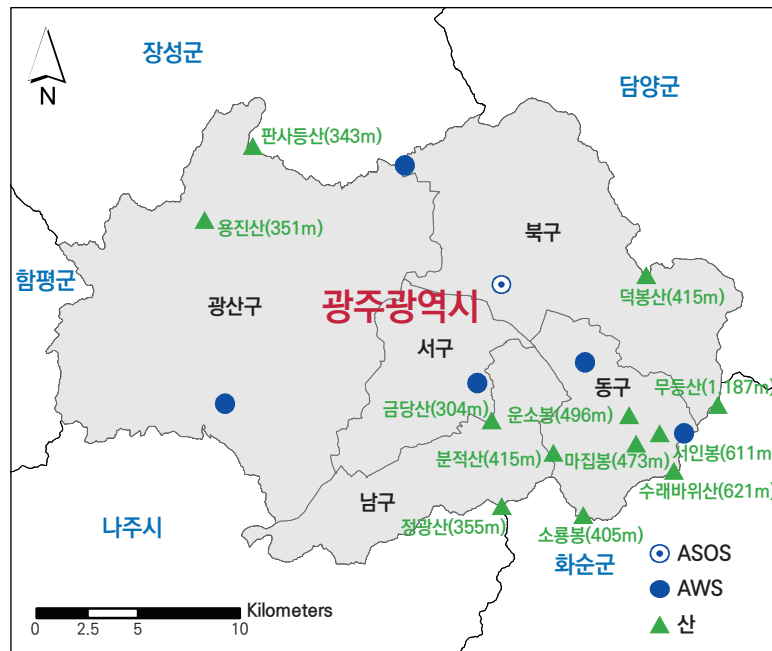 장성군
담양군
N
판사등산(343m)
용진산(351m)
북구
함평군
덕봉산(415m)
광산구
광주광역시
서구
동구
무등산(1,187m)
금당산(304m)
운소봉(496m)
분적산(415m)
마집봉(473m)
서인봉(611m
수래바위산(621m)
남구
정광산(355m)
소룡봉(405m)
나주시
화순군
ASOS
AWS
산
Kilometers
0 2.5 5 10